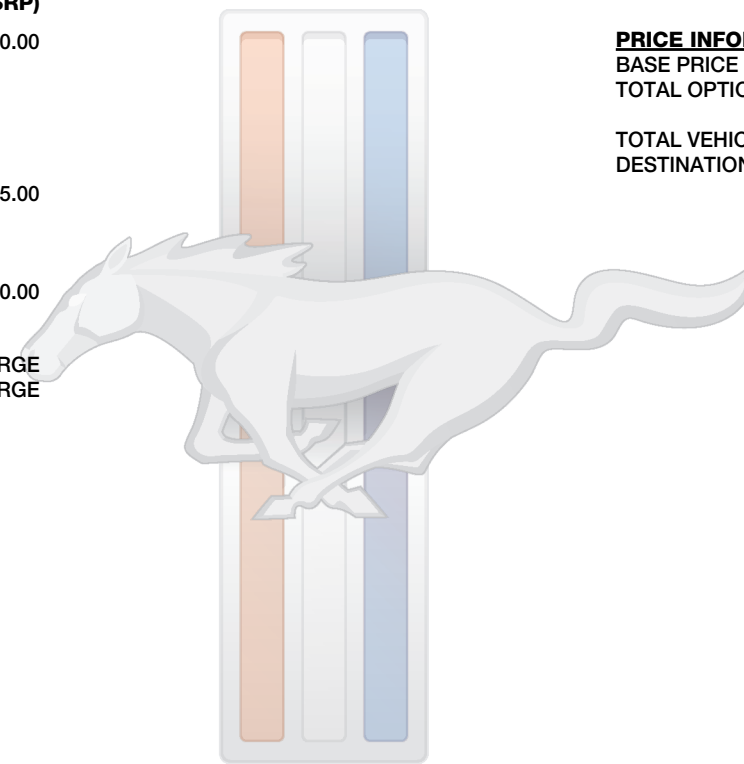 SRP)
0.00
5.00
0.00
RGE
RGE
PRICE INFO
BASE PRICE
TOTAL OPTIO
TOTAL VEHIC
DESTINATION